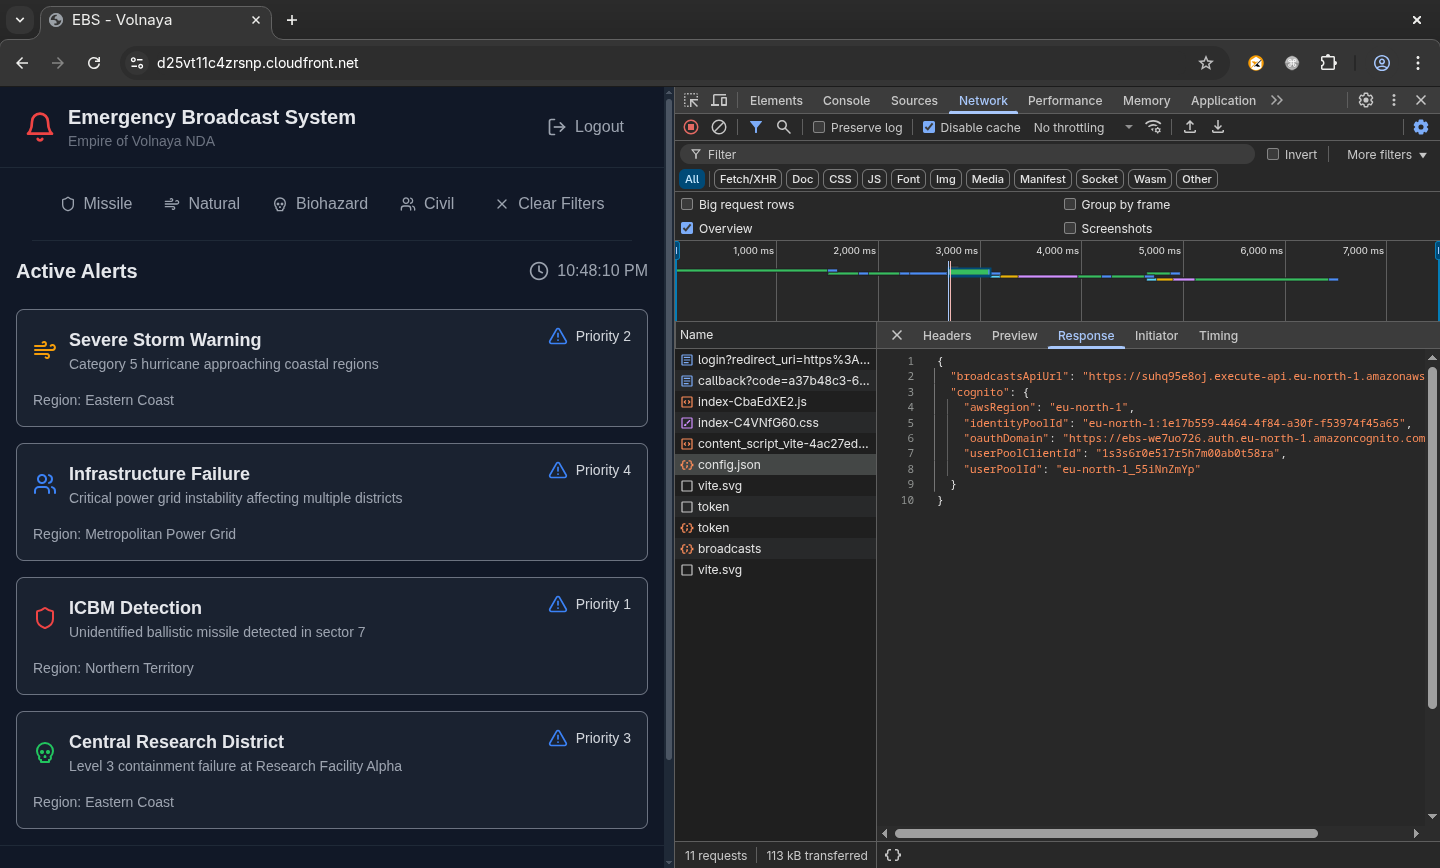 EBS - Volnaya
d25vt11c4zrsnp.cloudfront.net
Emergency Broadcast System
Empire of Volnaya NDA
Logout
Missile
Natural
Biohazard
Civil
Clear Filters
Active Alerts
10:48:10 PM
Severe Storm Warning
Priority 2
Category 5 hurricane approaching coastal regions
Region: Eastern Coast
Infrastructure Failure
Priority 4
Critical power grid instability affecting multiple districts
Region: Metropolitan Power Grid
ICBM Detection
Priority 1
Unidentified ballistic missile detected in sector 7
Region: Northern Territory
Central Research District
Priority 3
Level 3 containment failure at Research Facility Alpha
Region: Eastern Coast
Elements Console Sources Network Performance Memory Application
Preserve log Disable cache No throttling
Filter Invert More filters
All Fetch/XHR Doc CSS JS Font Img Media Manifest Socket Wasm Other
Big request rows Group by frame
Overview Screenshots
1,000 ms 2,000 ms 3,000 ms 4,000 ms 5,000 ms 6,000 ms 7,000 ms
Name
login?redirect_uri=https%3A...
callback?code=a37b48c3-6...
index-CbaEdXE2.js
index-C4VNfG60.css
content_script_vite-4ac27ed...
config.json
vite.svg
token
token
broadcasts
vite.svg
Headers Preview Response Initiator Timing
1 {
2 "broadcastsApiUrl": "https://suhq95e8oj.execute-api.eu-north-1.amazonaws
3 "cognito": {
4 "awsRegion": "eu-north-1",
5 "identityPoolId": "eu-north-1:1e17b559-4464-4f84-a30f-f53974f45a65",
6 "oauthDomain": "https://ebs-we7uo726.auth.eu-north-1.amazoncognito.com
7 "userPoolClientId": "1s3s6r0e517r5h7m00ab0t58ra",
8 "userPoolId": "eu-north-1_55iNnZmYp"
9 }
10 }
11 requests 113 kB transferred
{}